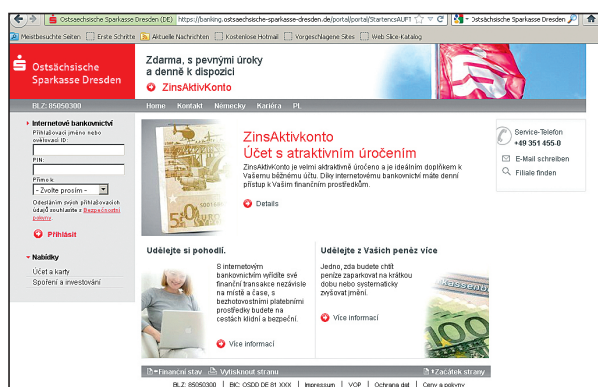 Ostsaechsische Sparkasse Dresden (DE) https://banking.ostsaechsische-sparkasse-dresden.de/portal/portal/StartencsAUFT Ostsächsische Sparkasse Dresden -
Meistbesuchte Seiten Erste Schritte Aktuelle Nachrichten Kostenlose Hotmail Vorgeschlagene Sites Web Slice-Katalog
Ostsächsische
Sparkasse Dresden
Zdarma, s pevnými úroky
a denně k dispozici
ZinsAktivKonto
BLZ: 85050300 Home Kontakt Německy Kariéra PL
Internetové bankovnictví
Přihlašovací jméno nebo
ověřovací ID:
PIN:
Přímo k:
- Zvolte prosím -
Odesláním svých přihlašovacích
údajů souhlasíte s Bezpečnostní
pokyny.
Přihlásit
Nabídky
Účet a karty
Spoření a investování
ZinsAktivkonto
Účet s atraktivním úročením
ZinsAktivKonto je velmi aktraktivně úročeno a je ideálním doplňkem k
Vašemu běžnému účtu. Díky internetovému bankovnictví máte denní
přístup k Vašim finančním prostředkům.
Details
Service-Telefon
+49 351 455-0
E-Mail schreiben
Filiale finden
Udělejte si pohodlí.
S internetovým
bankovnictvím vyřídíte své
finanční transakce nezávisle
na místě a čase, s
bezhotovostními platebními
prostředky budete na
cestách klidní a bezpeční.
Více informací
Udělejte z Vašich peněz více
Jedno, zda budete chtít
peníze zaparkovat na krátkou
dobu nebo systematicky
zvyšovat jmění.
Více informací
Kassenb
100
Finanční stav Vytisknout stranu Začátek strany
BLZ: 85050300 | BIC: OSDD DE 81 XXX | Impressum | VOP | Ochrana dat | Ceny a pokyny